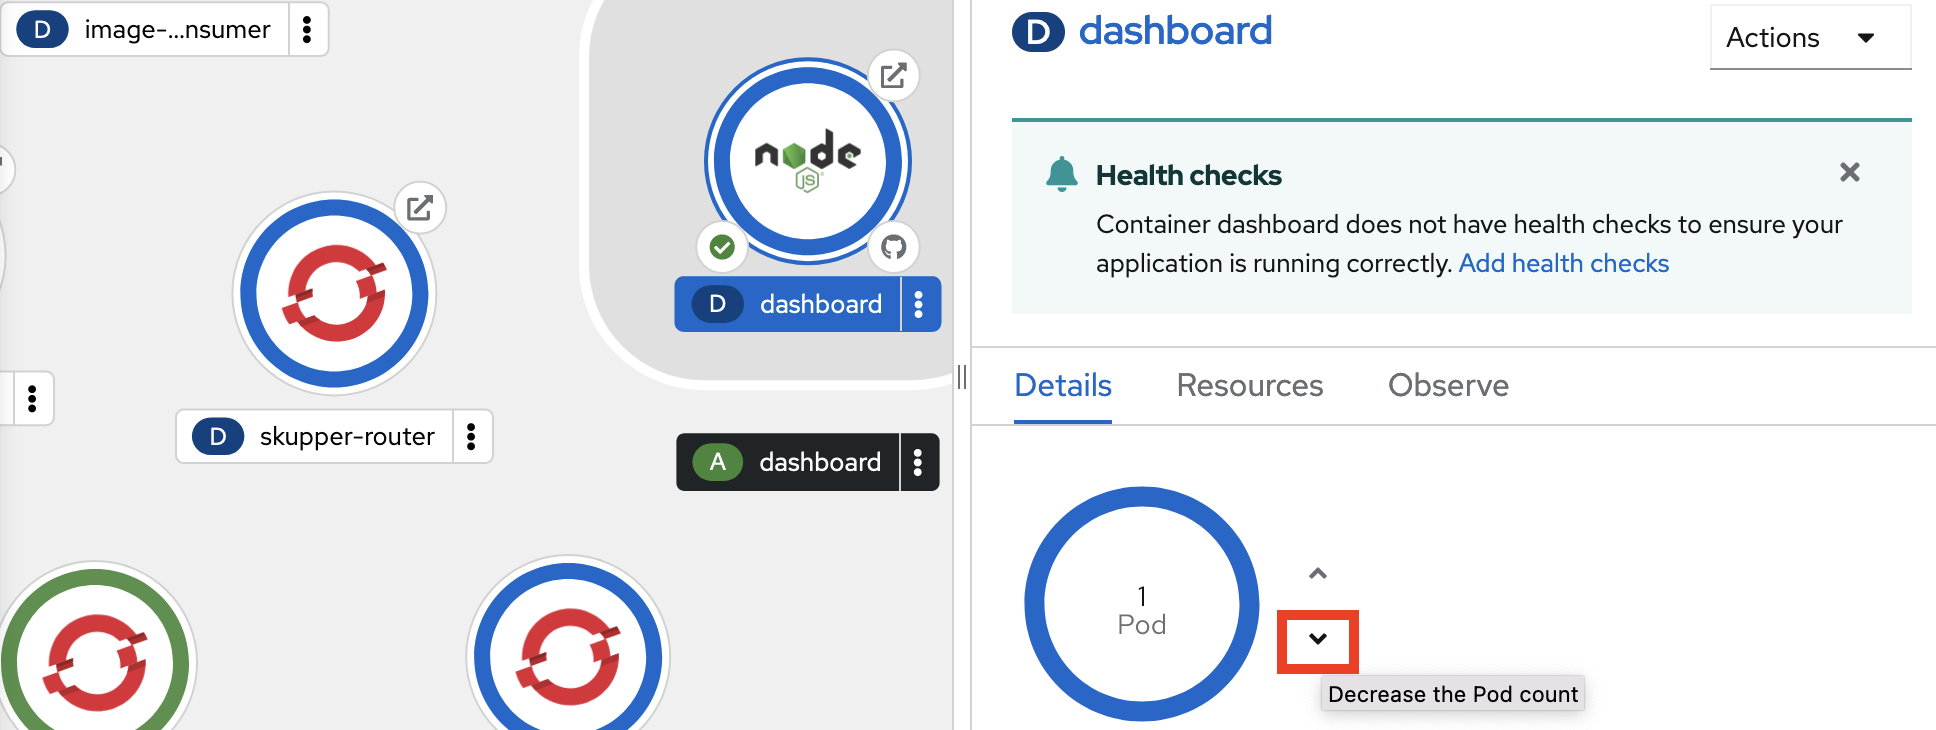 D image-...nsumer
node
JS
D dashboard
D skupper-router
A dashboard
D dashboard
Actions
Health checks
Container dashboard does not have health checks to ensure your
application is running correctly. Add health checks
Details Resources Observe
1
Pod
Decrease the Pod count